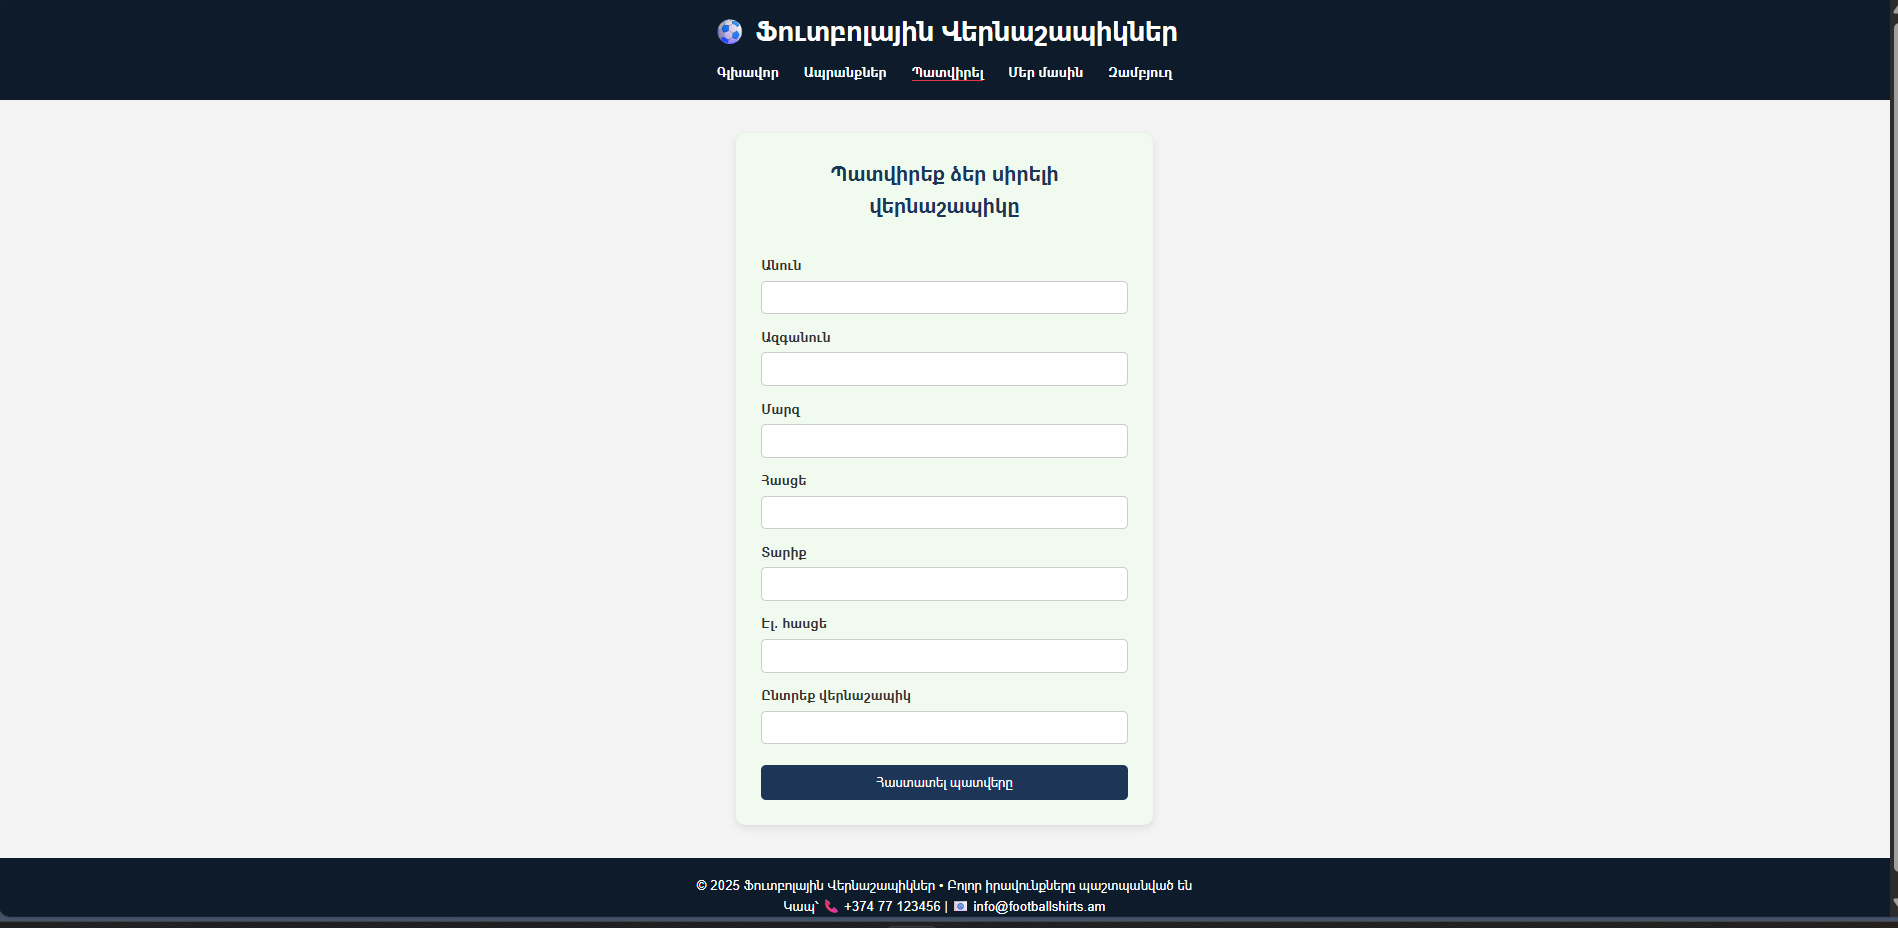 ⚽ Ֆուտբոլային Վերնաշապիկներ
Գլխավոր Ապրանքներ Պատվիրել Մեր մասին Զամբյուղ
Պատվիրեք ձեր սիրելի
վերնաշապիկը
Անուն
Ազգանուն
Մարզ
Հասցե
Տարիք
Էլ. հասցե
Ընտրեք վերնաշապիկ
Հաստատել պատվերը
© 2025 Ֆուտբոլային Վերնաշապիկներ • Բոլոր իրավունքները պաշտպանված են
Կապ՝ 📞 +374 77 123456 | 📧 info@footballshirts.am